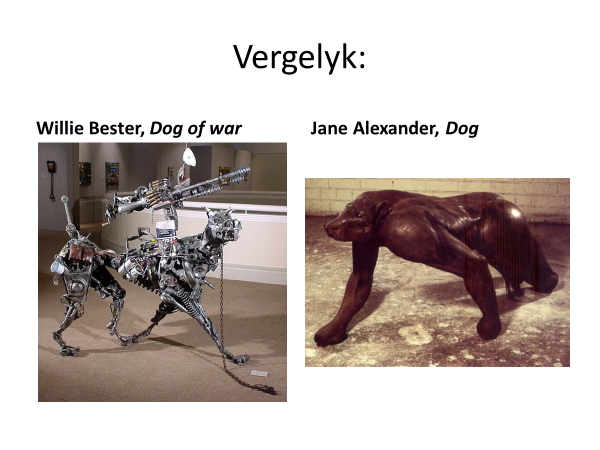 Vergelyk:
Willie Bester, Dog of war
Jane Alexander, Dog